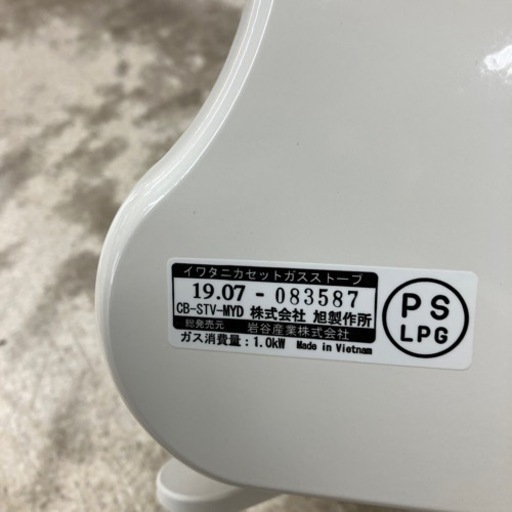 イワタニカセットガスストーブ
19.07 - 083587
CB-STV-MYD 株式会社 旭製作所
総発売元 岩谷産業株式会社
ガス消費量:1.0kW Made in Vietnam
PS
LPG